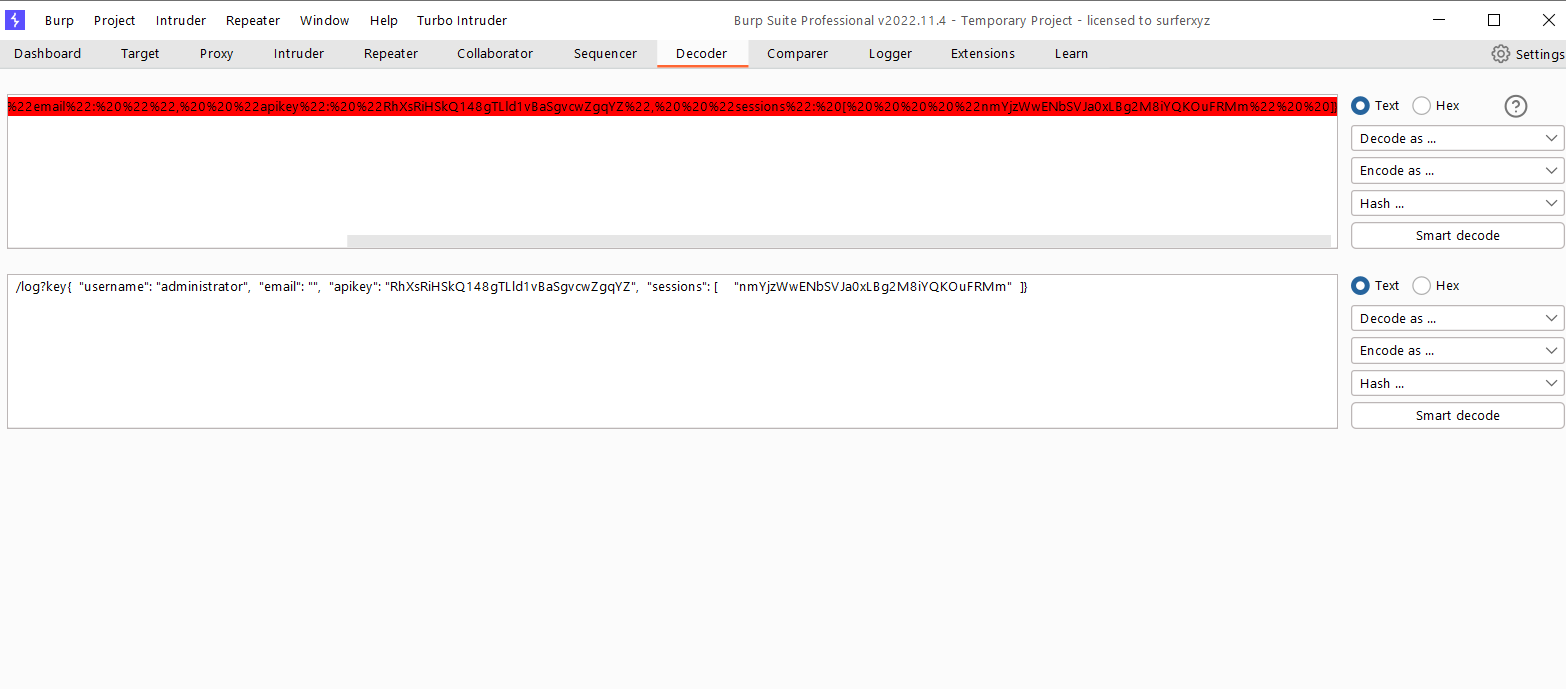 Burp Project Intruder Repeater Window Help Turbo Intruder Burp Suite Professional v2022.11.4 - Temporary Project - licensed to surferxyz
Dashboard Target Proxy Intruder Repeater Collaborator Sequencer Decoder Comparer Logger Extensions Learn Settings
%22email%22:%20%22%22,%20%20%22apikey%22:%20%22RhXsRiHSkQ148gTLld1vBaSgvcwZgqYZ%22,%20%20%22sessions%22:%20[%20%20%20%20%22nmYjzWwENbSVJa0xLBg2M8iYQKOuFRMm%22%20%20]}
Text Hex ?
Decode as ...
Encode as ...
Hash ...
Smart decode
/log?key{ "username": "administrator", "email": "", "apikey": "RhXsRiHSkQ148gTLld1vBaSgvcwZgqYZ", "sessions": [ "nmYjzWwENbSVJa0xLBg2M8iYQKOuFRMm" ]}
Text Hex
Decode as ...
Encode as ...
Hash ...
Smart decode